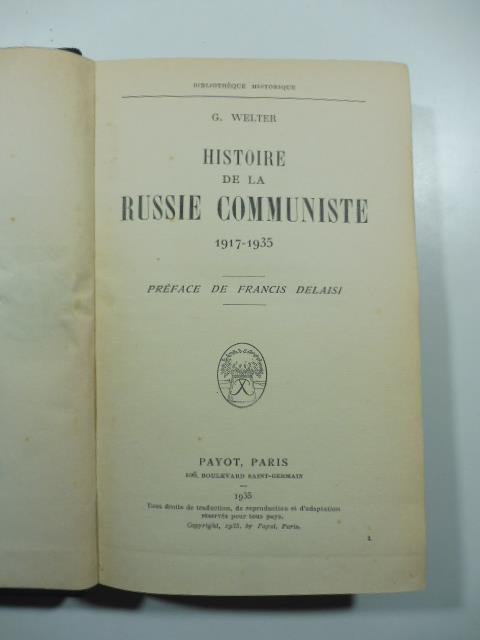 BIBLIOTHÈQUE HISTORIQUE
G. WELTER
HISTOIRE
DE LA
RUSSIE COMMUNISTE
1917-1935
PRÉFACE DE FRANCIS DELAISI
PAYOT, PARIS
106, BOULEVARD SAINT-GERMAIN
1935
Tous droits de traduction, de reproduction et d'adaptation
réservés pour tous pays.
Copyright, 1935, by Payot, Paris.
1